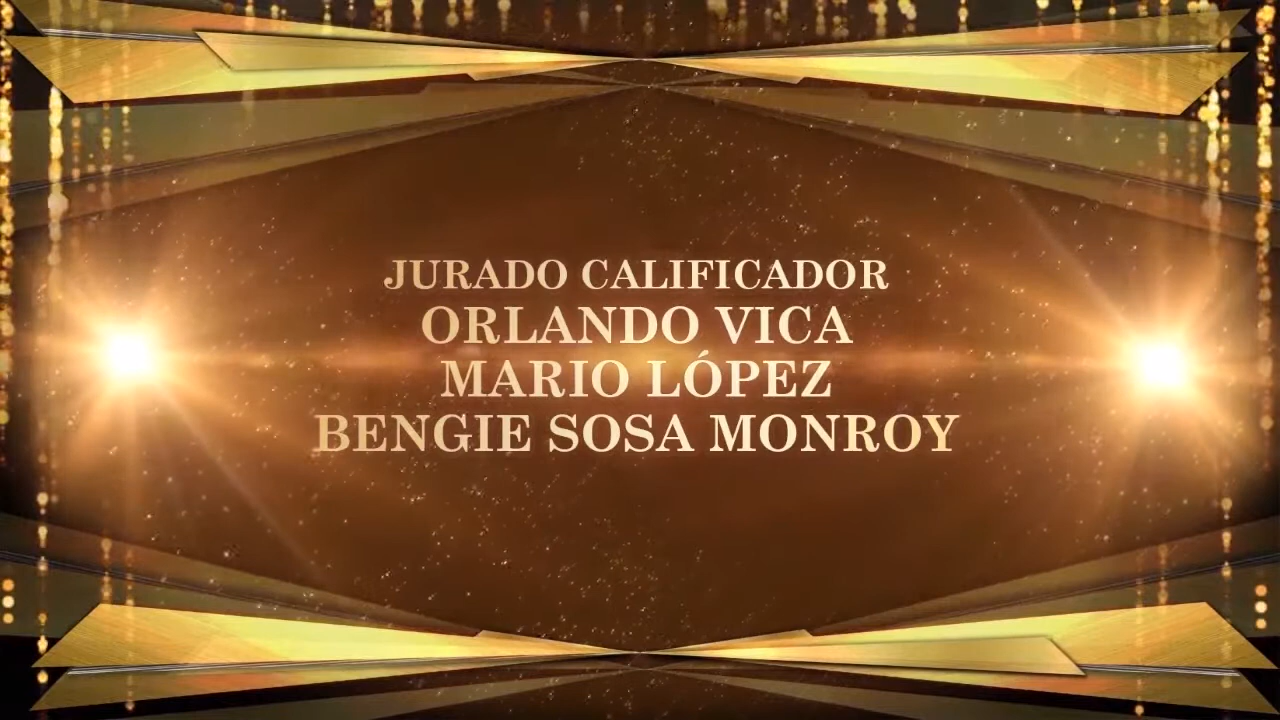 JURADO CALIFICADOR
ORLANDO VICA
MARIO LÓPEZ
BENGIE SOSA MONROY